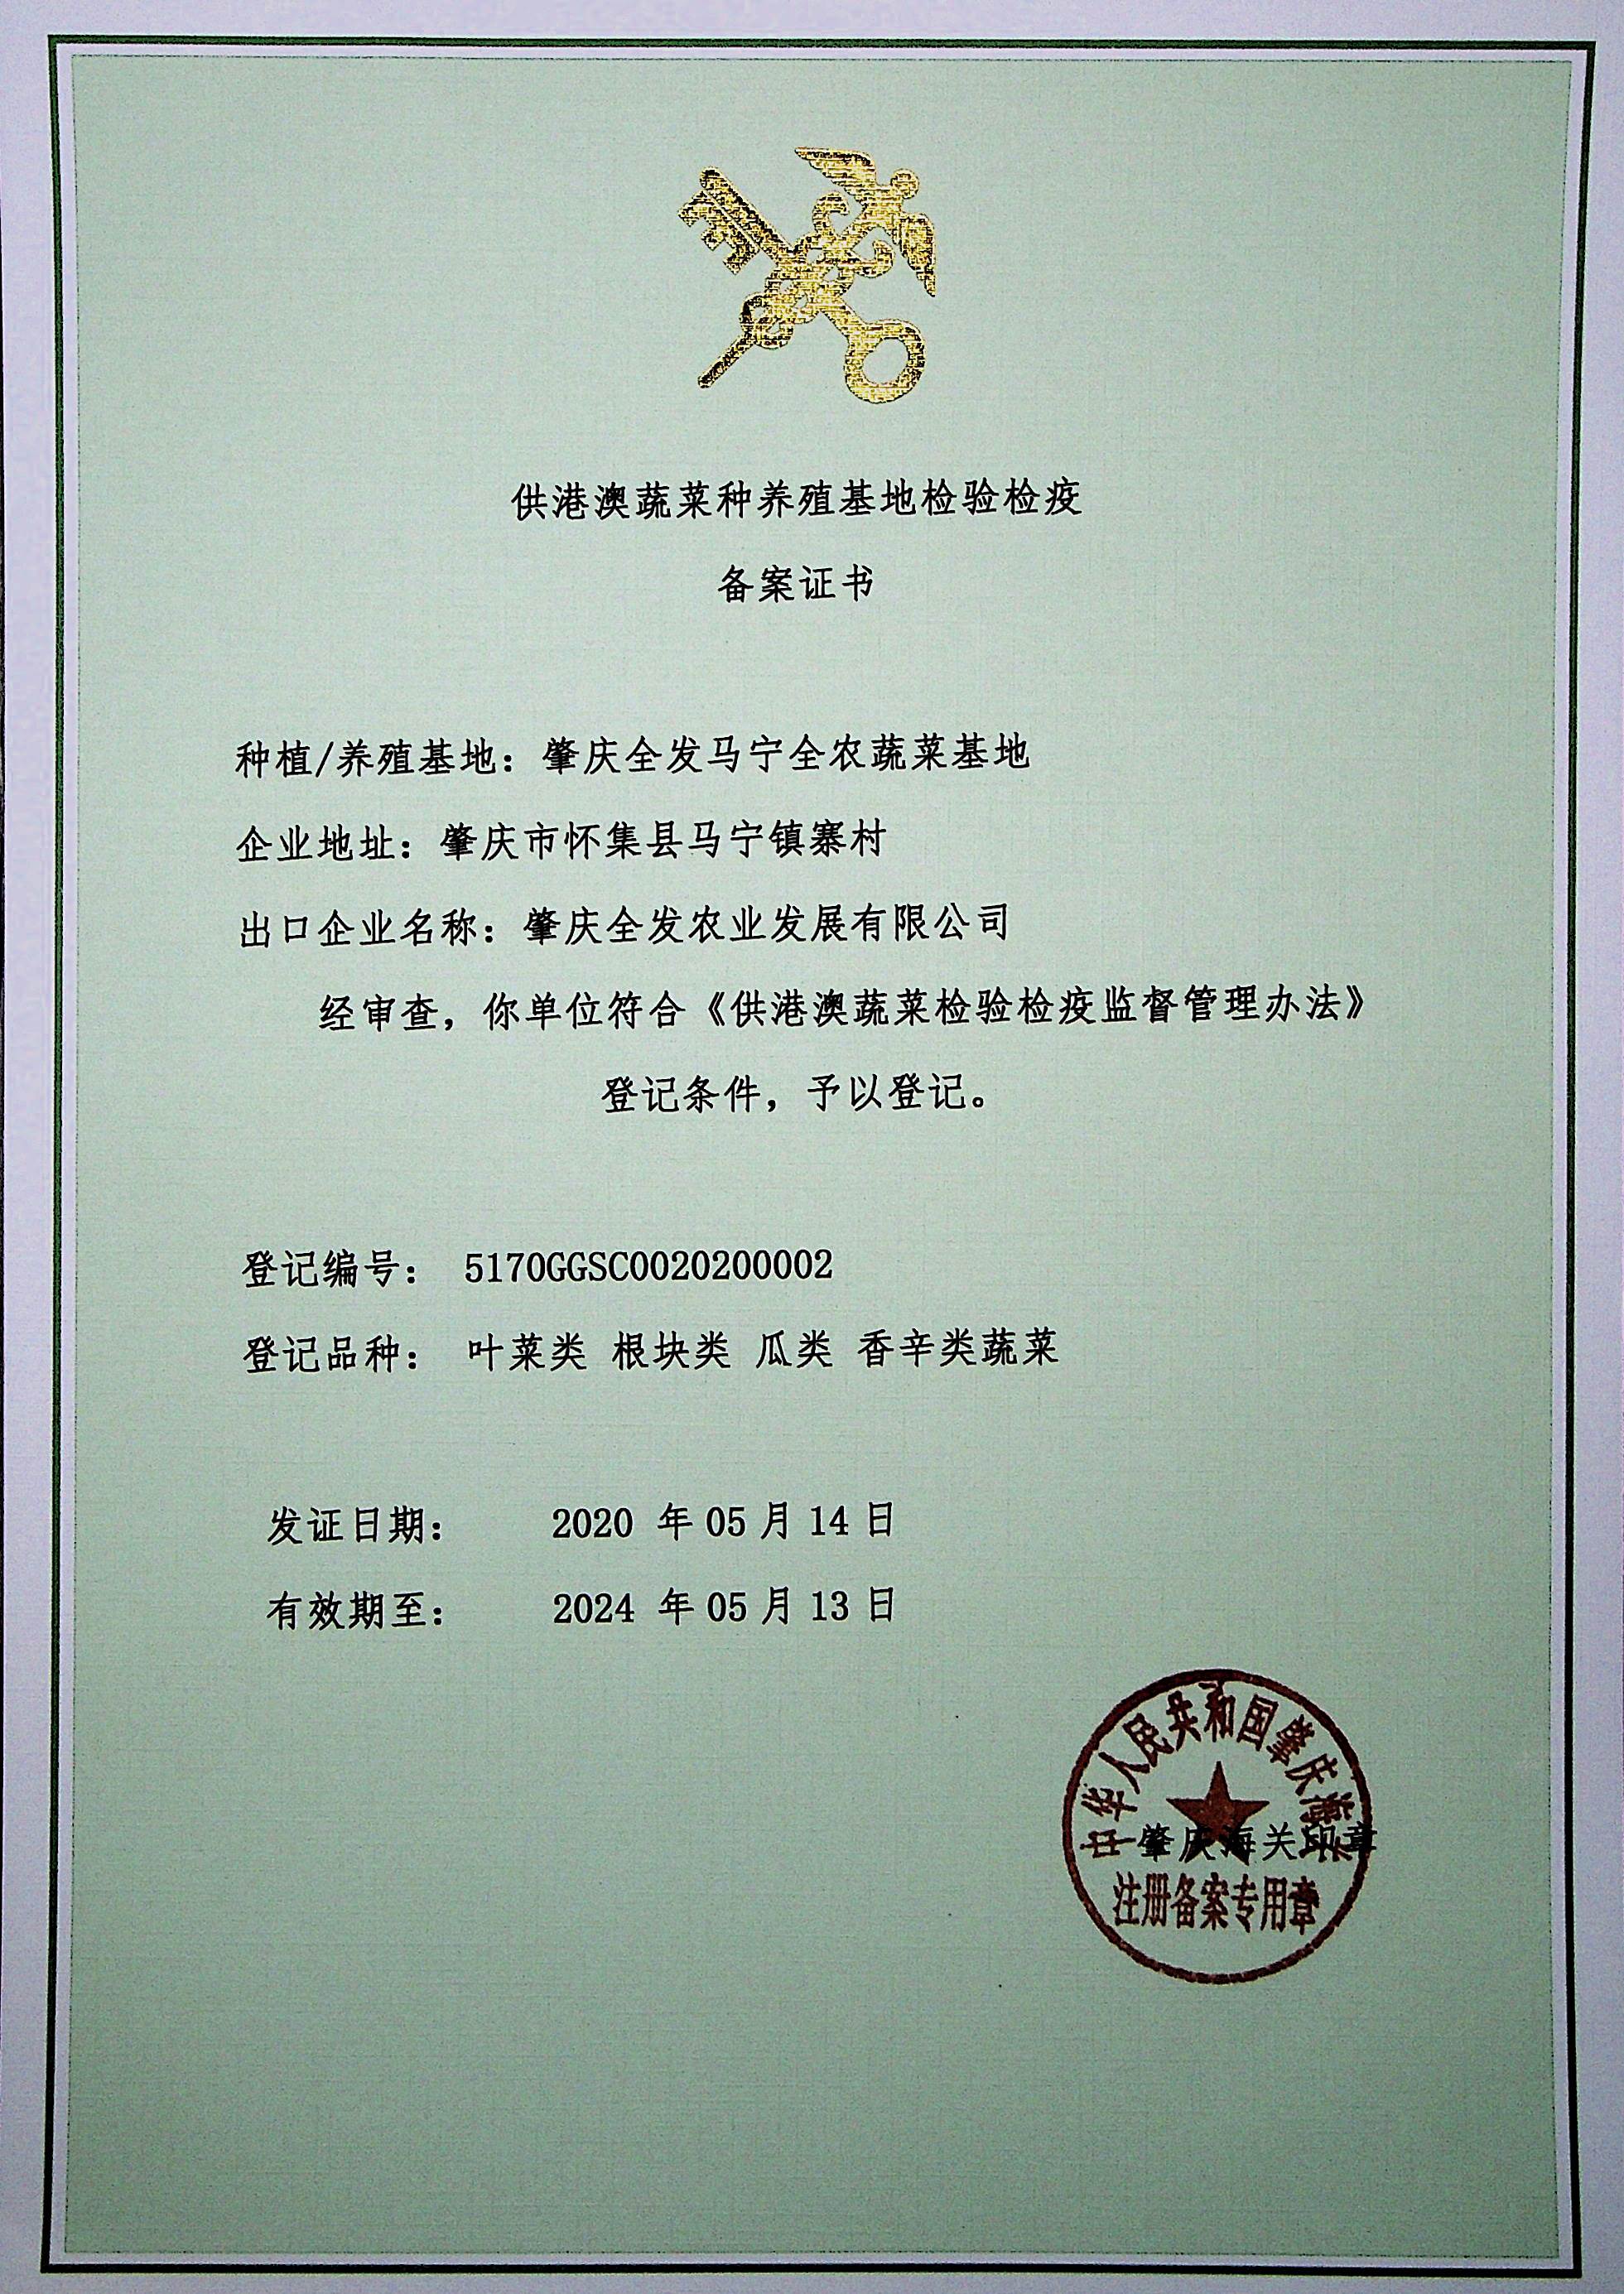 供港澳蔬菜种养殖基地检验检疫
备案证书
种植/养殖基地：肇庆全发马宁全农蔬菜基地
企业地址：肇庆市怀集县马宁镇寨村
出口企业名称：肇庆全发农业发展有限公司
经审查，你单位符合《供港澳蔬菜检验检疫监督管理办法》
登记条件，予以登记。
登记编号： 5170GGSC0020200002
登记品种： 叶菜类 根块类 瓜类 香辛类蔬菜
发证日期： 2020 年 05 月 14 日
有效期至： 2024 年 05 月 13 日
中华人民共和国肇庆海关
肇庆海关印章
注册备案专用章